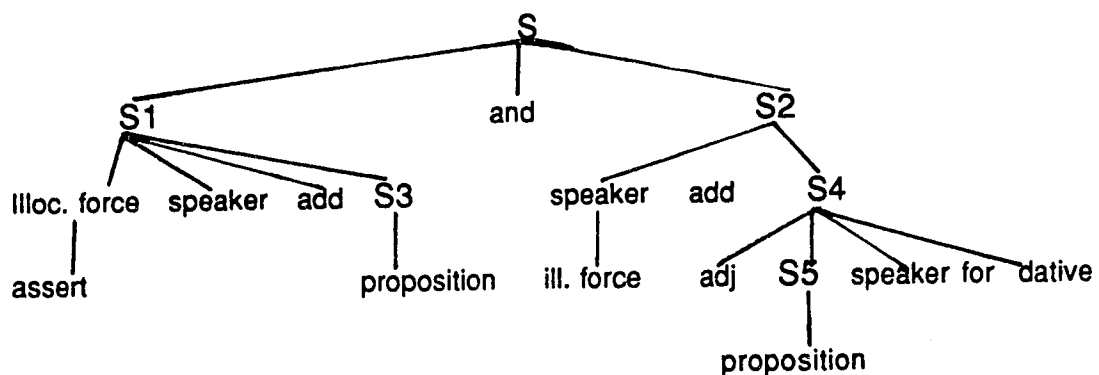 S
S1 and S2
Illoc. force speaker add S3 speaker add S4
assert proposition ill. force adj S5 speaker for dative
proposition